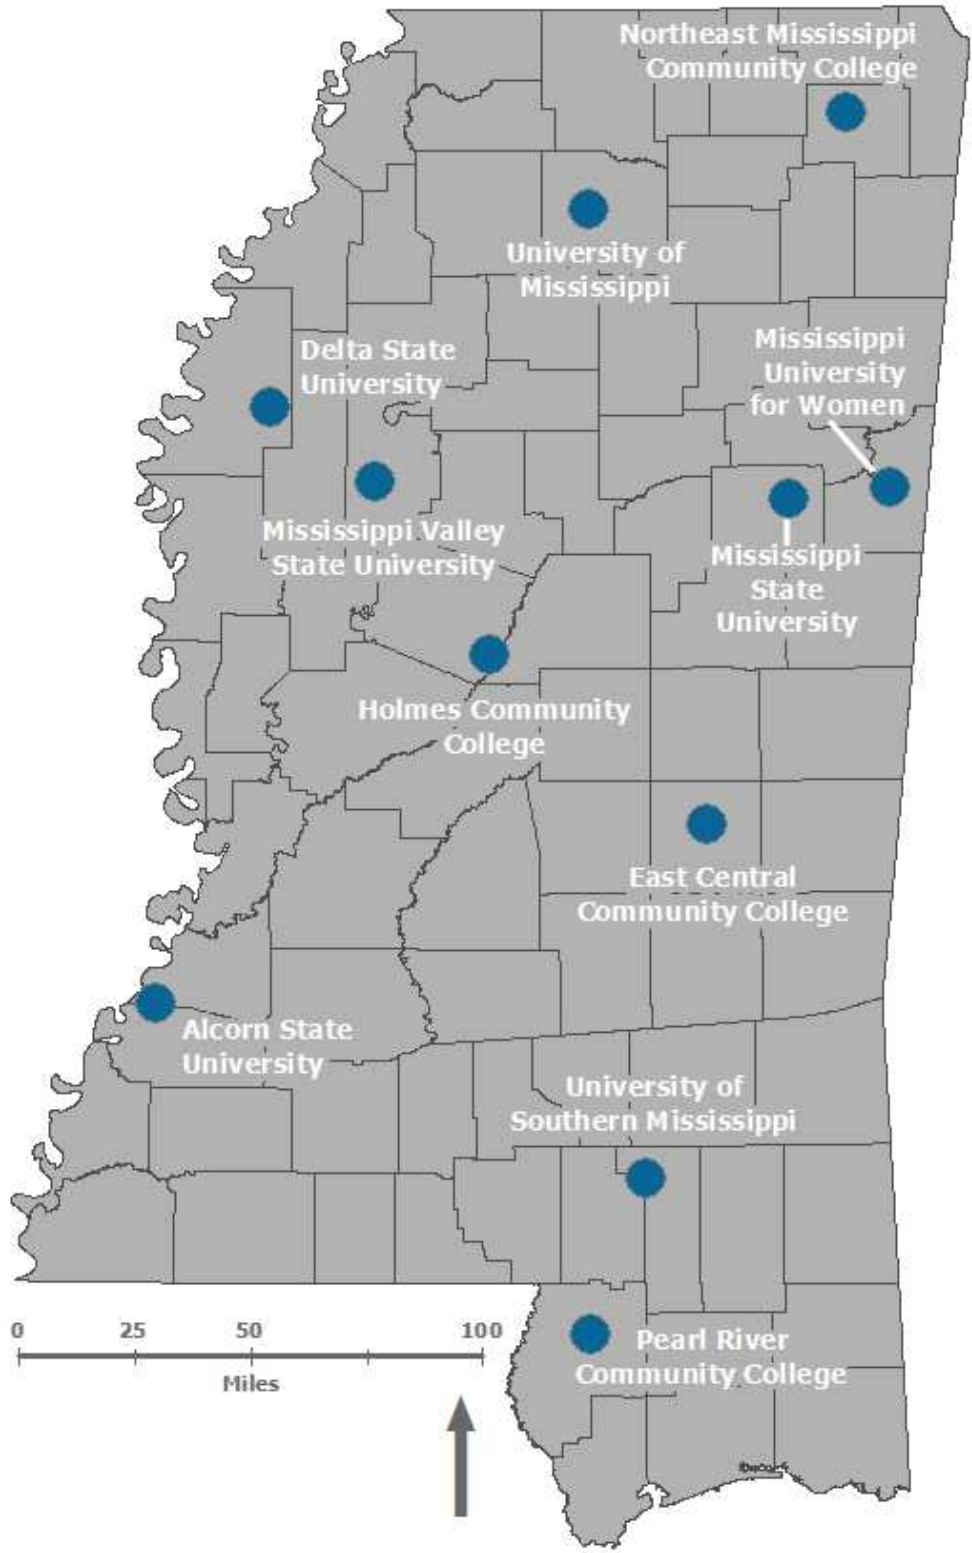 Northeast Mississippi
Community College
University of
Mississippi
Mississippi
University
for Women
Delta State
University
Mississippi Valley
State University
Mississippi
State
University
Holmes Community
College
East Central
Community College
Alcorn State
University
University of
Southern Mississippi
Pearl River
Community College
0 25 50 100
Miles